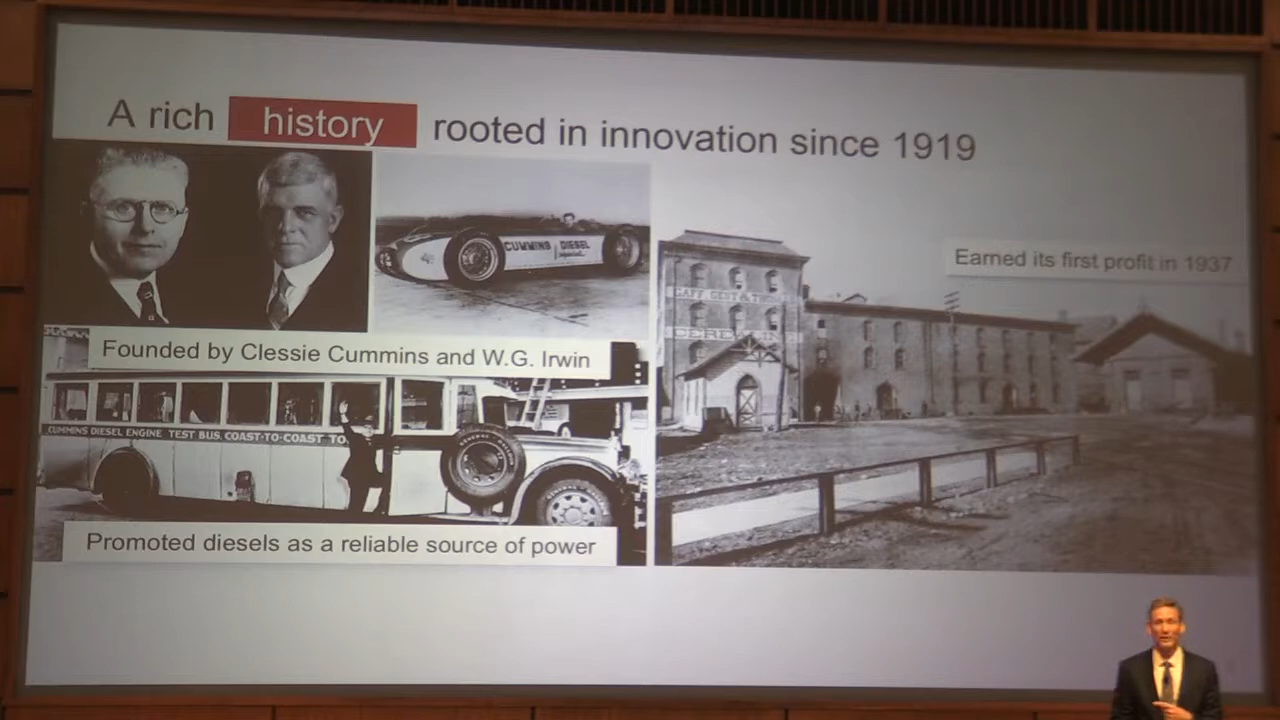 A rich history rooted in innovation since 1919
CUMMINS DIESEL
Special
Earned its first profit in 1937
Founded by Clessie Cummins and W.G. Irwin
CUMMINS DIESEL ENGINE TEST BUS. COAST-TO-COAST TO
Promoted diesels as a reliable source of power